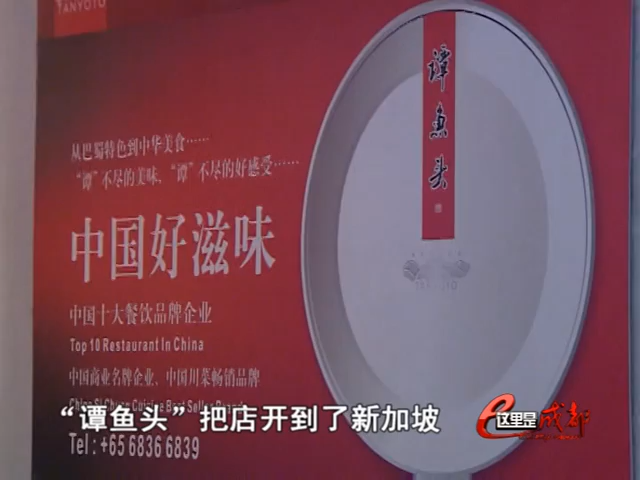 TANYOTO
谭鱼头
从巴蜀特色到中华美食……
“谭”不尽的美味、“谭”不尽的好感受……
中国好滋味
中国十大餐饮品牌企业
Top 10 Restaurant In China
中国商业名牌企业、中国川菜畅销品牌
“谭鱼头”把店开到了新加坡
这里是成都
Tel : +65 6836 6839